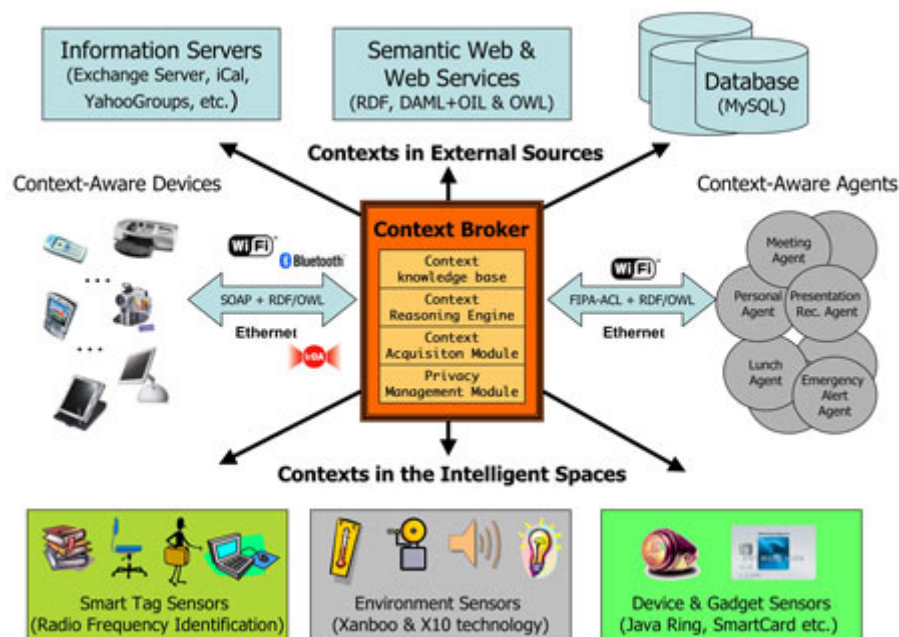 Information Servers
(Exchange Server, iCal,
YahooGroups, etc.)
Semantic Web &
Web Services
(RDF, DAML+OIL & OWL)
Database
(MySQL)
Contexts in External Sources
Context-Aware Devices
Context-Aware Agents
Context Broker
Context
knowledge base
Context
Reasoning Engine
Context
Acquisiton Module
Privacy
Management Module
Wi Fi
Bluetooth
SOAP + RDF/OWL
Ethernet
IrDA
Wi Fi
FIPA-ACL + RDF/OWL
Ethernet
Meeting
Agent
Personal
Agent
Presentation
Rec. Agent
Lunch
Agent
Emergency
Alert
Agent
Contexts in the Intelligent Spaces
Smart Tag Sensors
(Radio Frequency Identification)
Environment Sensors
(Xanboo & X10 technology)
Device & Gadget Sensors
(Java Ring, SmartCard etc.)